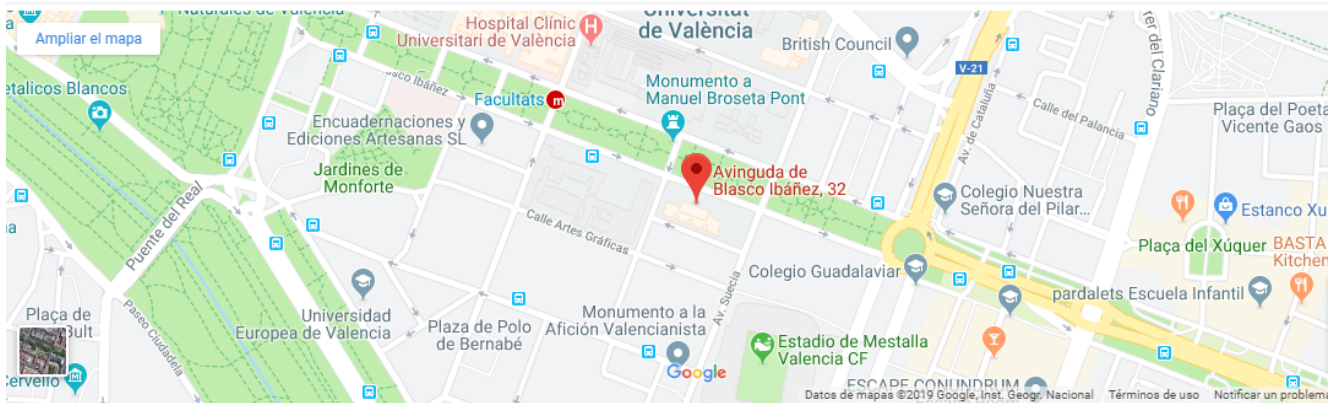 Naturales de València
Ampliar el mapa
Hospital Clínic
Universitari de València
Universitat
de València
British Council
V-21
Carrer del Clariano
etalicos Blancos
Blasco Ibáñez
Facultats
m
Monumento a
Manuel Broseta Pont
Encuadernaciones y
Ediciones Artesanas SL
Calle del Palancia
Plaça del Poeta
Vicente Gaos
Av. de Cataluña
Jardines de
Monforte
Avinguda de
Blasco Ibáñez, 32
Puente del Real
Colegio Nuestra
Señora del Pilar...
Estanco Xu
Calle Artes Gráficas
Plaça del Xúquer
BASTA
Kitchen
Colegio Guadalaviar
pardalets Escuela Infantil
Av. Suecia
Universidad
Europea de Valencia
Plaza de Polo
de Bernabé
Monumento a la
Afición Valencianista
Estadio de Mestalla
Valencia CF
Paseo Ciudadela
Plaça de
Bult
Cervelló
Google
ESCAPE CONUNDRUM
Datos de mapas ©2019 Google, Inst. Geogr. Nacional
Términos de uso
Notificar un problema